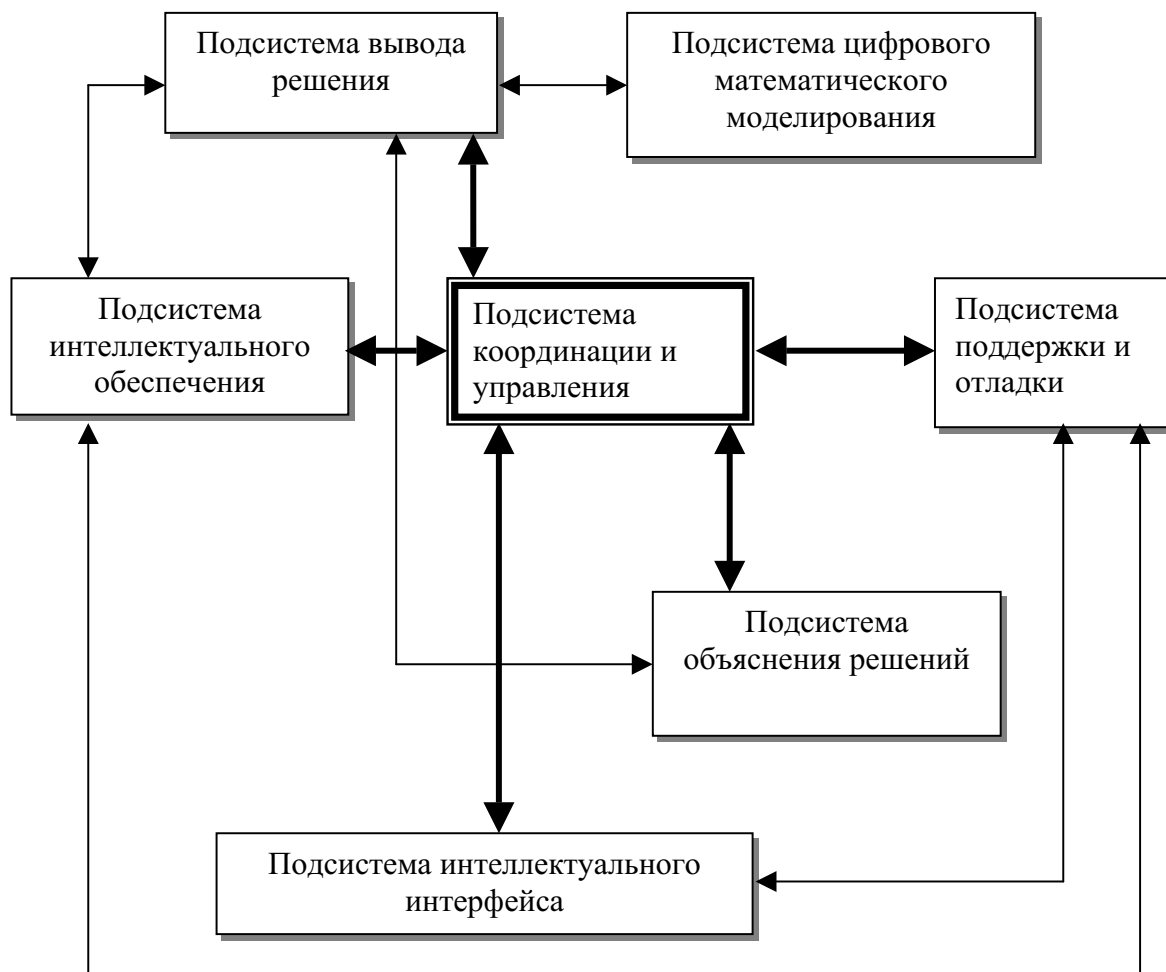 Подсистема вывода
решения
Подсистема цифрового
математического
моделирования
Подсистема
интеллектуального
обеспечения
Подсистема
координации и
управления
Подсистема
поддержки и
отладки
Подсистема
объяснения решений
Подсистема интеллектуального
интерфейса